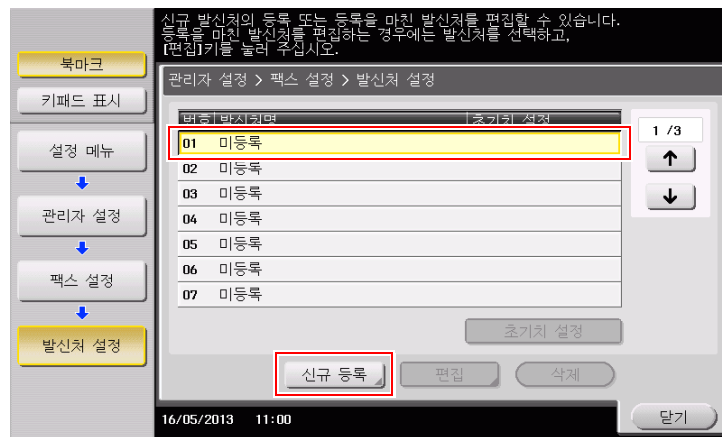 신규 발신처의 등록 또는 등록을 마친 발신처를 편집할 수 있습니다.
등록을 마친 발신처를 편집하는 경우에는 발신처를 선택하고,
[편집]키를 눌러 주십시오.
북마크
키패드 표시
설정 메뉴
관리자 설정
팩스 설정
발신처 설정
관리자 설정 > 팩스 설정 > 발신처 설정
번호 발신처명 초기치 설정
01 미등록
02 미등록
03 미등록
04 미등록
05 미등록
06 미등록
07 미등록
1 /3
↑
↓
초기치 설정
신규 등록 편집 삭제
16/05/2013 11:00
닫기